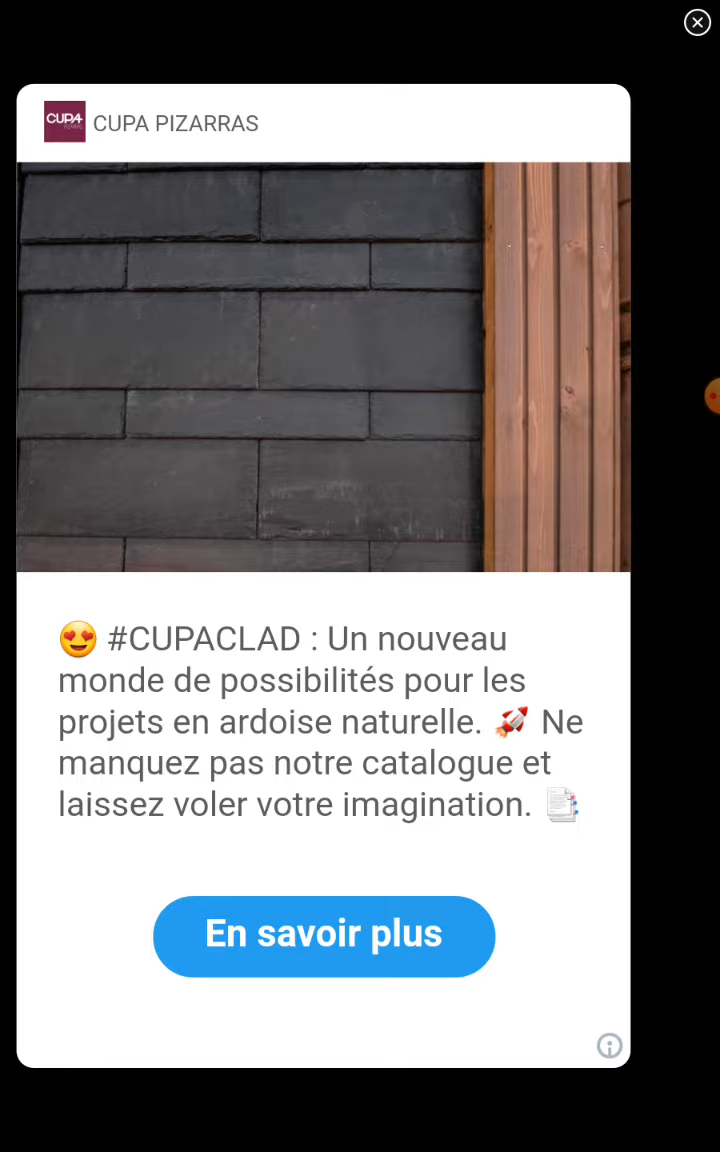 CUPA
CUPA PIZARRAS
😍 #CUPACLAD : Un nouveau
monde de possibilités pour les
projets en ardoise naturelle. 🚀 Ne
manquez pas notre catalogue et
laissez voler votre imagination. 📑
En savoir plus